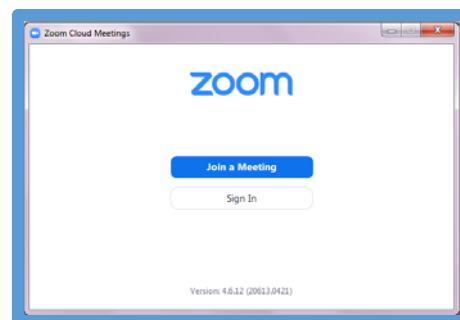 Zoom Cloud Meetings
zoom
Join a Meeting
Sign In
Version: 4.6.12 (20613.0421)